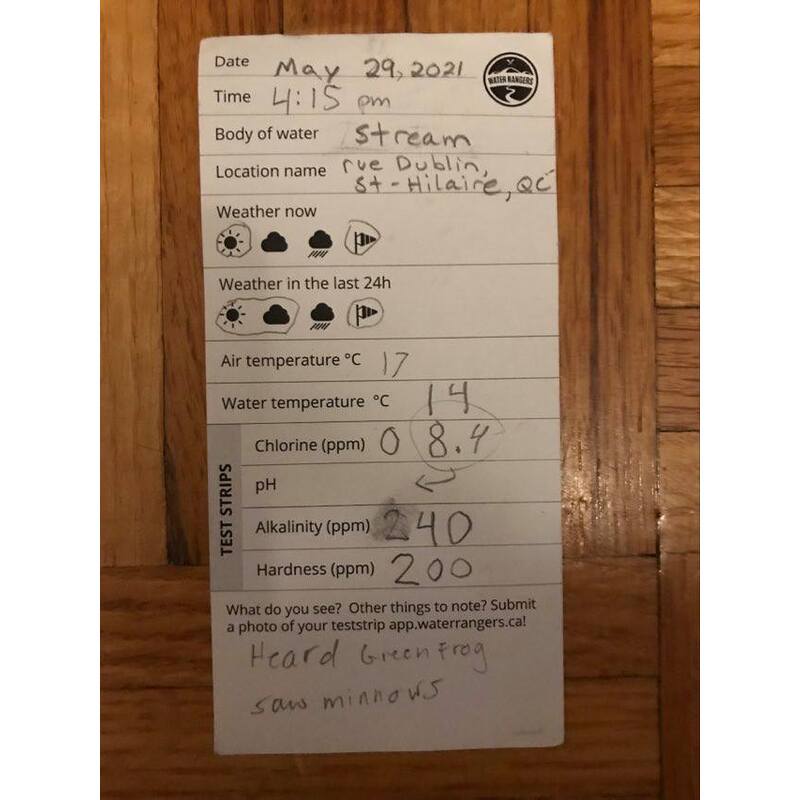 Date May 29, 2021
WATER RANGERS
Time 4:15 pm
Body of water Stream
Location name rue Dublin,
St-Hilaire, QC
Weather now
Weather in the last 24h
Air temperature °C 17
Water temperature °C 14
TEST STRIPS
Chlorine (ppm) 0 8.4
pH
Alkalinity (ppm) 240
Hardness (ppm) 200
What do you see? Other things to note? Submit
a photo of your teststrip app.waterrangers.ca!
Heard Green Frog
saw minnows